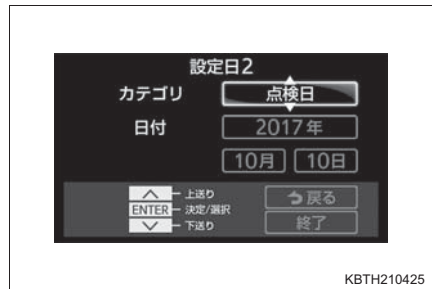 設定日2
カテゴリ 点検日
日付 2017年
10月 10日
上送り
ENTER 決定/選択
下送り
戻る
終了
KBTH210425